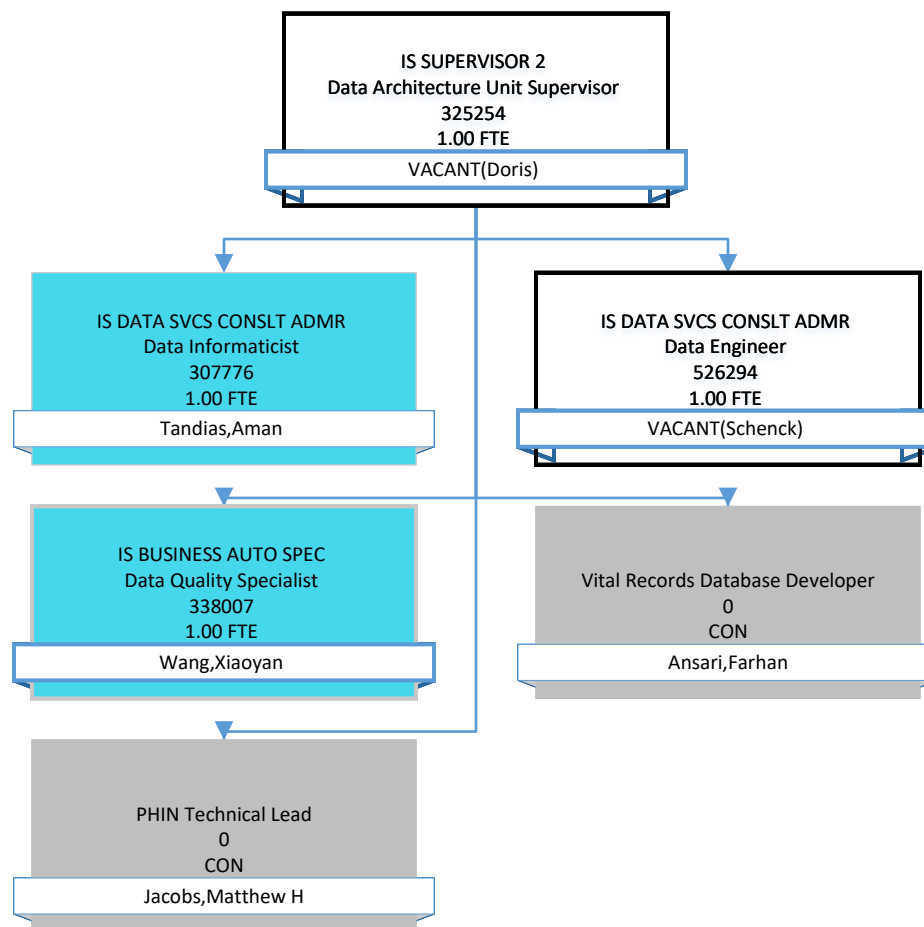 IS SUPERVISOR 2
Data Architecture Unit Supervisor
325254
1.00 FTE
VACANT(Doris)
IS DATA SVCS CONSLT ADMR
Data Informaticist
307776
1.00 FTE
Tandias,Aman
IS DATA SVCS CONSLT ADMR
Data Engineer
526294
1.00 FTE
VACANT(Schenck)
IS BUSINESS AUTO SPEC
Data Quality Specialist
338007
1.00 FTE
Wang,Xiaoyan
Vital Records Database Developer
0
CON
Ansari,Farhan
PHIN Technical Lead
0
CON
Jacobs,Matthew H